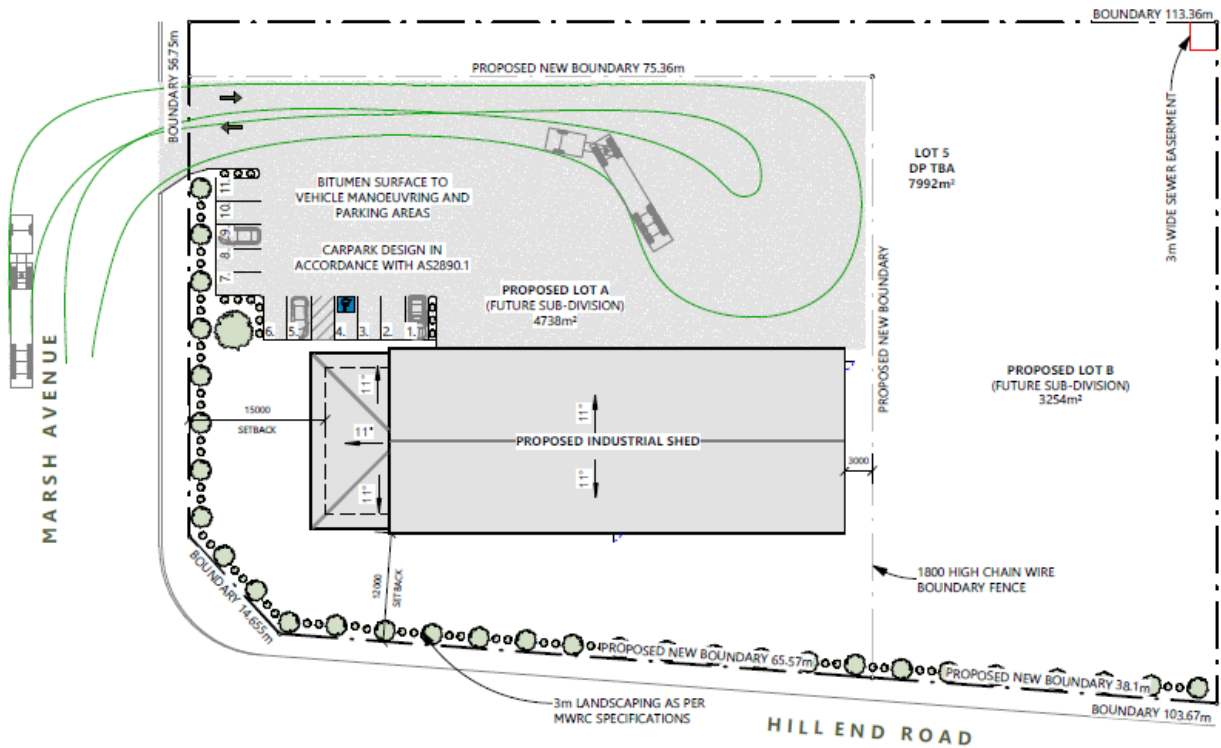 BOUNDARY 113.36m
BOUNDARY 56.75m
PROPOSED NEW BOUNDARY 75.36m
3m WIDE SEWER EASERMENT
LOT 5
DP TBA
7992m²
BITUMEN SURFACE TO
VEHICLE MANOEUVRING AND
PARKING AREAS
CARPARK DESIGN IN
ACCORDANCE WITH AS2890.1
11.
10.
9.
8.
7.
6.
5.
4.
3.
2.
1.
PROPOSED LOT A
(FUTURE SUB-DIVISION)
4738m²
PROPOSED NEW BOUNDARY
PROPOSED LOT B
(FUTURE SUB-DIVISION)
3254m²
MARSH AVENUE
15000
SETBACK
11°
11°
11°
11°
PROPOSED INDUSTRIAL SHED
11°
3000
12000
SETBACK
1800 HIGH CHAIN WIRE
BOUNDARY FENCE
BOUNDARY 14.655m
PROPOSED NEW BOUNDARY 65.57m
PROPOSED NEW BOUNDARY 38.1m
BOUNDARY 103.67m
3m LANDSCAPING AS PER
MWRC SPECIFICATIONS
HILL END ROAD